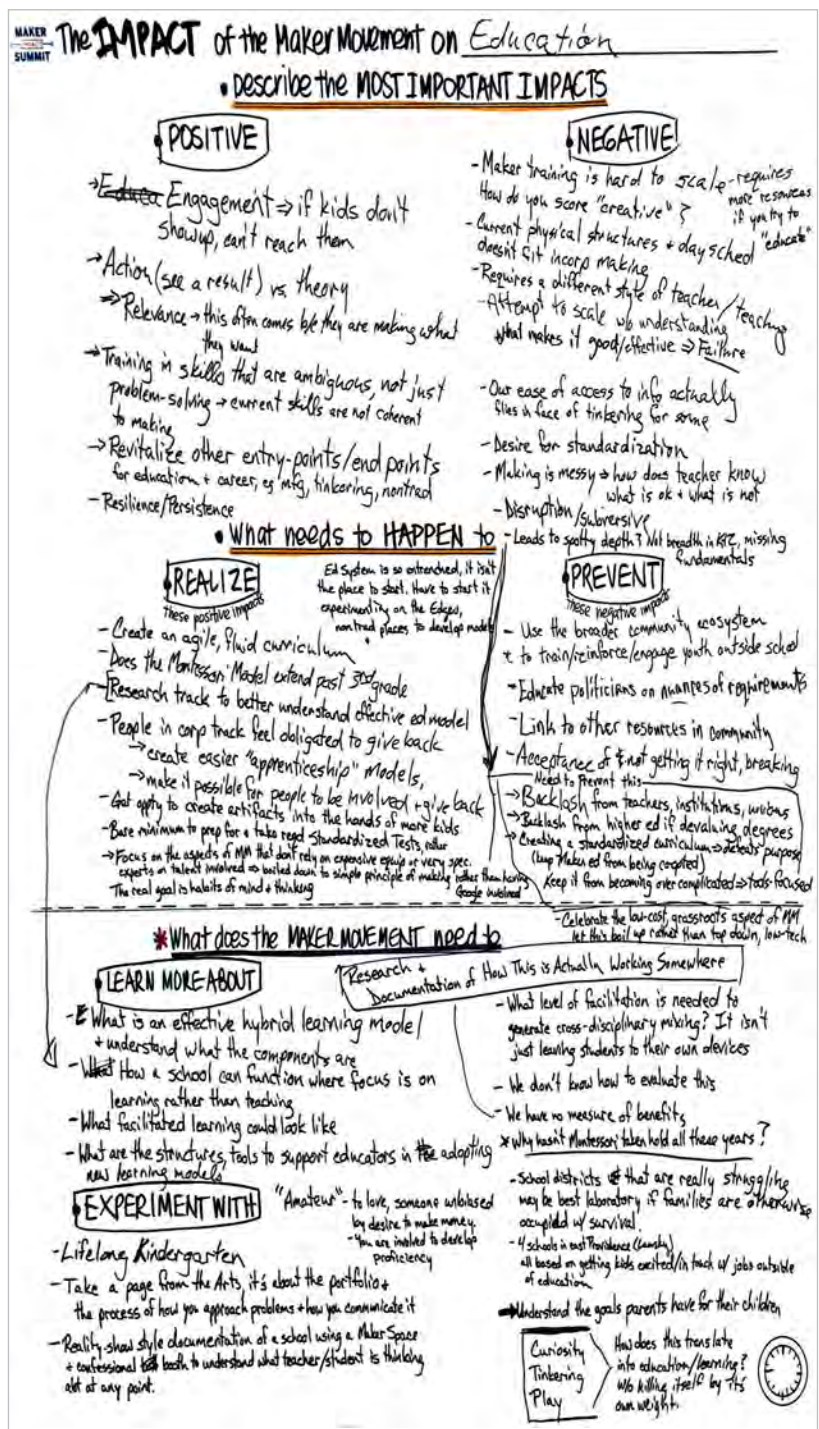 MAKER
SUMMIT
The IMPACT of the Maker Movement on Education
• Describe the MOST IMPORTANT IMPACTS
POSITIVE
→ Educa Engagement ⇒ if kids don't
show up, can't reach them
→ Action (see a result) vs. theory
⇒ Relevance → this often comes b/c they are making what
they want
→ Training in skills that are ambiguous, not just
problem-solving → current skills are not coherent
to making
→ Revitalize other entry-points/end points
for education + career, eg mfg, tinkering, nontrad
- Resilience/Persistence
NEGATIVE!
- Maker training is hard to scale - requires
more resources
if you try to
"educate"
How do you score "creative"?
- Current physical structures + day sched
doesn't fit incorp making
- Requires a different style of teacher/teaching
- Attempt to scale w/o understanding
what makes it good/effective ⇒ Failure
- Our ease of access to info actually
flies in face of tinkering for some
- Desire for standardization
- Making is messy → how does teacher know
what is ok + what is not
- Disruption/subversive
- Leads to spotty depth? Not breadth in K12, missing
fundamentals
• What needs to HAPPEN to
REALIZE
these positive impacts
Ed System is so entrenched, it isn't
the place to start. Have to start it
experimenting on the Edges,
nontrad places to develop models
- Create an agile, fluid curriculum
- Does the Montessori Model extend past 3rd grade
- Research track to better understand effective ed model
- People in corp track feel obligated to give back
→ create easier "apprenticeship" models,
→ make it possible for people to be involved + give back
- Get oppty to create artifacts into the hands of more kids
- Bare minimum to prep for + take reqd Standardized Tests,
→ Focus on the aspects of MM that don't rely on expensive equip or very spec.
experts or talent involved ⇒ boiled down to simple principle of making rather than having
Google involved
The real goal is habits of mind + thinking
PREVENT
these negative impacts
- Use the broader community ecosystem
to train/reinforce/engage youth outside school
- Educate politicians on nuances of requirements
- Link to other resources in community
- Acceptance of not getting it right, breaking
Need to Prevent this
→ Backlash from teachers, institutions,
→ Backlash from higher ed if devaluing degrees
→ Creating a standardized curriculum ⇒ defeats purpose
(keep Maker ed from being coopted)
Keep it from becoming over complicated ⇒ tools-focused
- Celebrate the low-cost, grassroots aspect of MM
let this boil up rather than top down, low-tech
* What does the MAKER MOVEMENT need to
LEARN MORE ABOUT
Research +
Documentation of How This is Actually Working Somewhere
- What is an effective hybrid learning model
+ understand what the components are
- What How a school can function where focus is on
learning rather than teaching
- What facilitated learning could look like
- What are the structures, tools to support educators in the adopting
new learning models
- What level of facilitation is needed to
generate cross-disciplinary mixing? It isn't
just leaving students to their own devices
- We don't know how to evaluate this
- We have no measure of benefits
* Why hasn't Montessori taken hold all these years?
EXPERIMENT WITH
"Amateur" - to love, someone unbiased
by desire to make money.
- You are involved to develop
proficiency
- Lifelong Kindergarten
- Take a page from the Arts, it's about the portfolio +
the process of how you approach problems + how you communicate it
- Reality-show style documentation of a school using a Maker Space
+ confessional booth to understand what teacher/student is thinking
abt at any point.
- School districts that are really struggling
may be best laboratory if families are otherwise
occupied w/ survival.
- 4 schools in east Providence
all based on getting kids excited/in touch w/ jobs outside
of education
→ Understand the goals parents have for their children
Curiosity
Tinkering
Play
How does this translate
into education/learning?
w/o killing itself by it's
own weight.